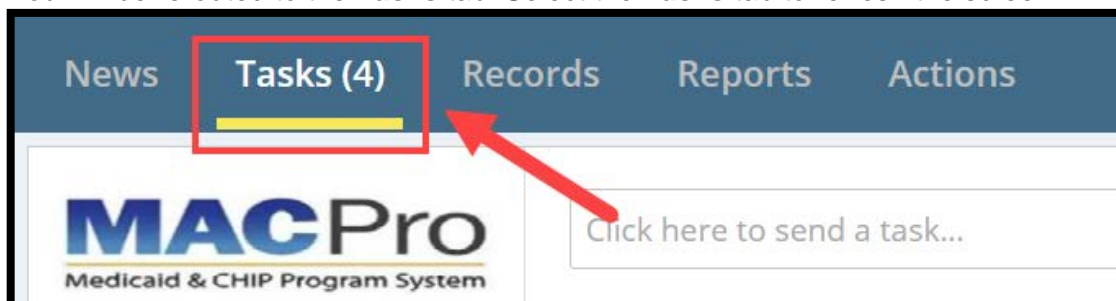 News Tasks (4) Records Reports Actions
MACPro
Medicaid & CHIP Program System
Click here to send a task...